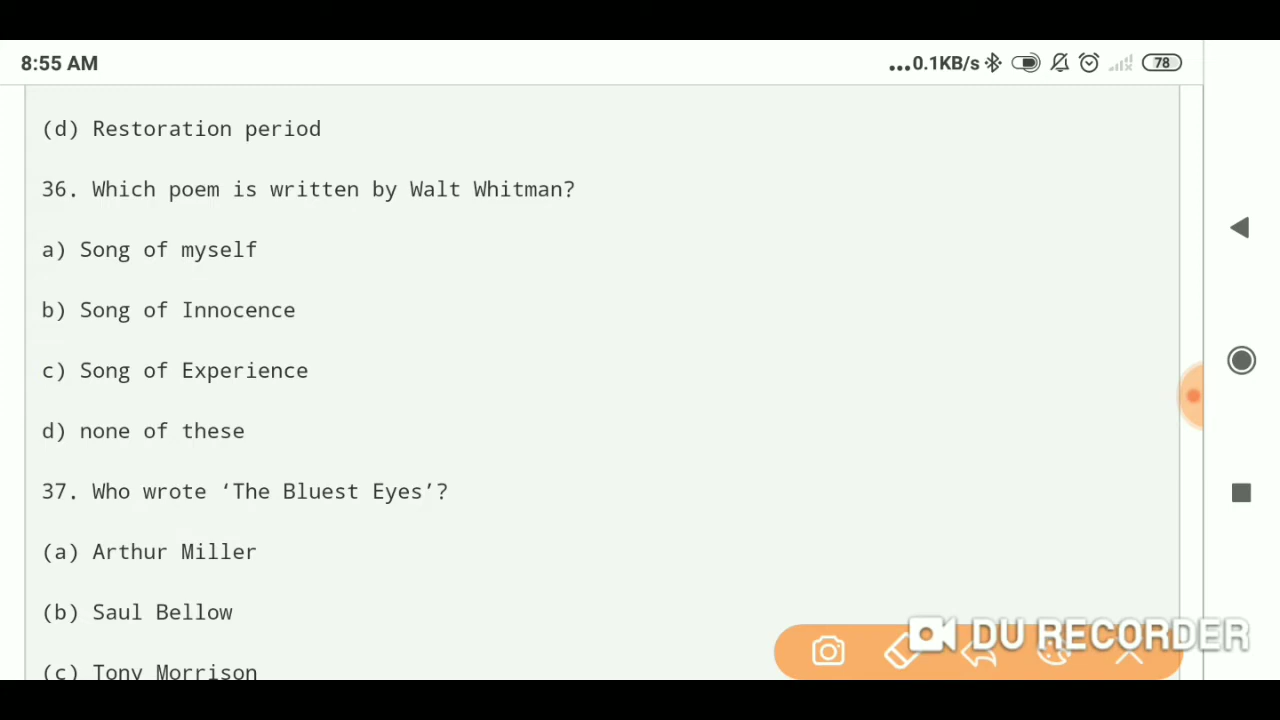 8:55 AM
...0.1KB/s
78
(d) Restoration period
36. Which poem is written by Walt Whitman?
a) Song of myself
b) Song of Innocence
c) Song of Experience
d) none of these
37. Who wrote ‘The Bluest Eyes’?
(a) Arthur Miller
(b) Saul Bellow
(c) Tony Morrison
DU RECORDER